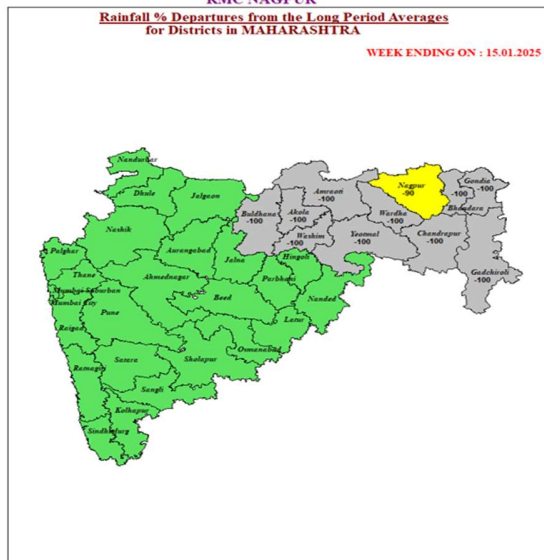 RMC NAGPUR
Rainfall % Departures from the Long Period Averages
for Districts in MAHARASHTRA
WEEK ENDING ON : 15.01.2025
Nandurbar
Dhule
Jalgaon
Nashik
Buldhana
-100
Akola
-100
Amraoti
-100
Washim
-100
Yeotmal
-100
Wardha
-100
Nagpur
-90
Gondia
-100
Bhandara
-100
Chandrapur
-100
Gadchiroli
-100
Palghar
Thane
Mumbai Suburban
Mumbai City
Raigad
Pune
Ahmednagar
Aurangabad
Jalna
Hingoli
Parbhani
Nanded
Beed
Latur
Osmanabad
Sholapur
Satara
Ratnagiri
Sangli
Kolhapur
Sindhudurg